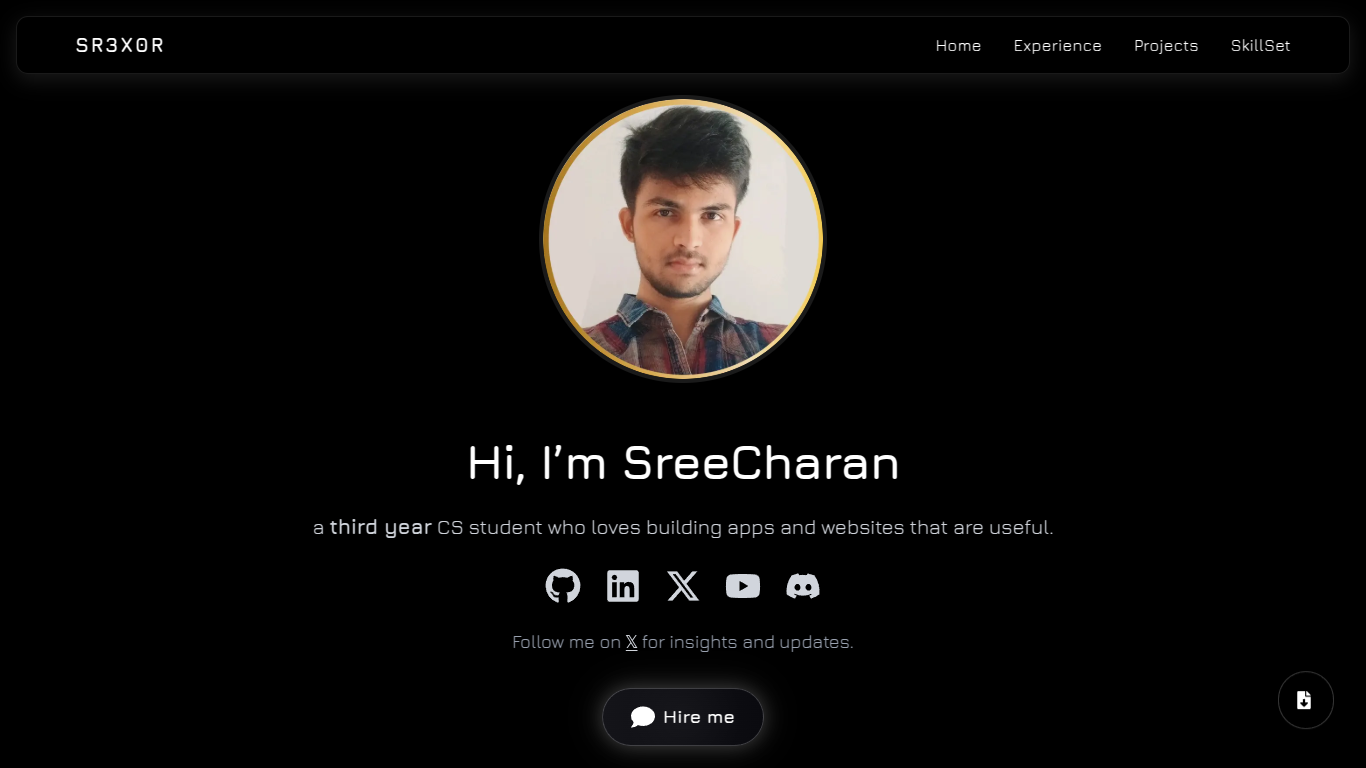 SR3X0R
Home Experience Projects SkillSet
Hi, I'm SreeCharan
a third year CS student who loves building apps and websites that are useful.
Follow me on 𝕏 for insights and updates.
Hire me